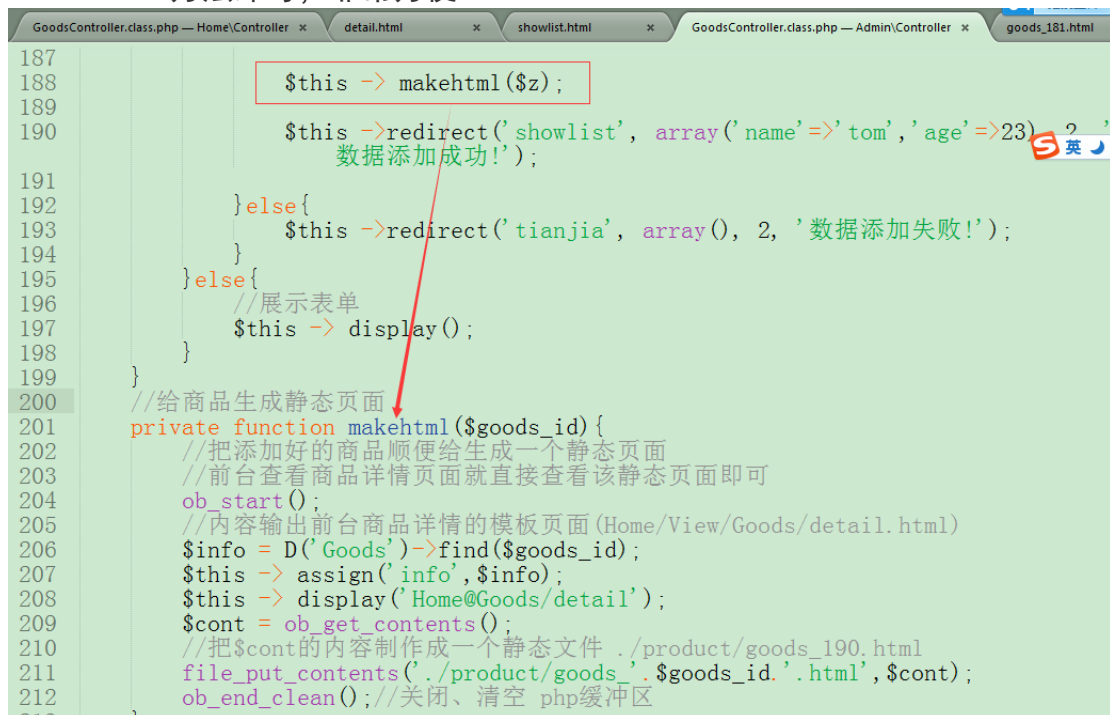 GoodsController.class.php — Home\Controller × detail.html × showlist.html × GoodsController.class.php — Admin\Controller × goods_181.html
187
188 $this -> makehtml($z);
189
190 $this ->redirect('showlist', array('name'=>'tom','age'=>23), 2, '
数据添加成功!');
英
191
192 }else{
193 $this ->redirect('tianjia', array(), 2, '数据添加失败!');
194 }
195 }else{
196 //展示表单
197 $this -> display();
198 }
199 }
200 //给商品生成静态页面
201 private function makehtml($goods_id){
202 //把添加好的商品顺便给生成一个静态页面
203 //前台查看商品详情页面就直接查看该静态页面即可
204 ob_start();
205 //内容输出前台商品详情的模板页面(Home/View/Goods/detail.html)
206 $info = D('Goods')->find($goods_id);
207 $this -> assign('info',$info);
208 $this -> display('Home@Goods/detail');
209 $cont = ob_get_contents();
210 //把$cont的内容制作成一个静态文件 ./product/goods_190.html
211 file_put_contents('./product/goods_'.$goods_id.'.html',$cont);
212 ob_end_clean();//关闭、清空 php缓冲区